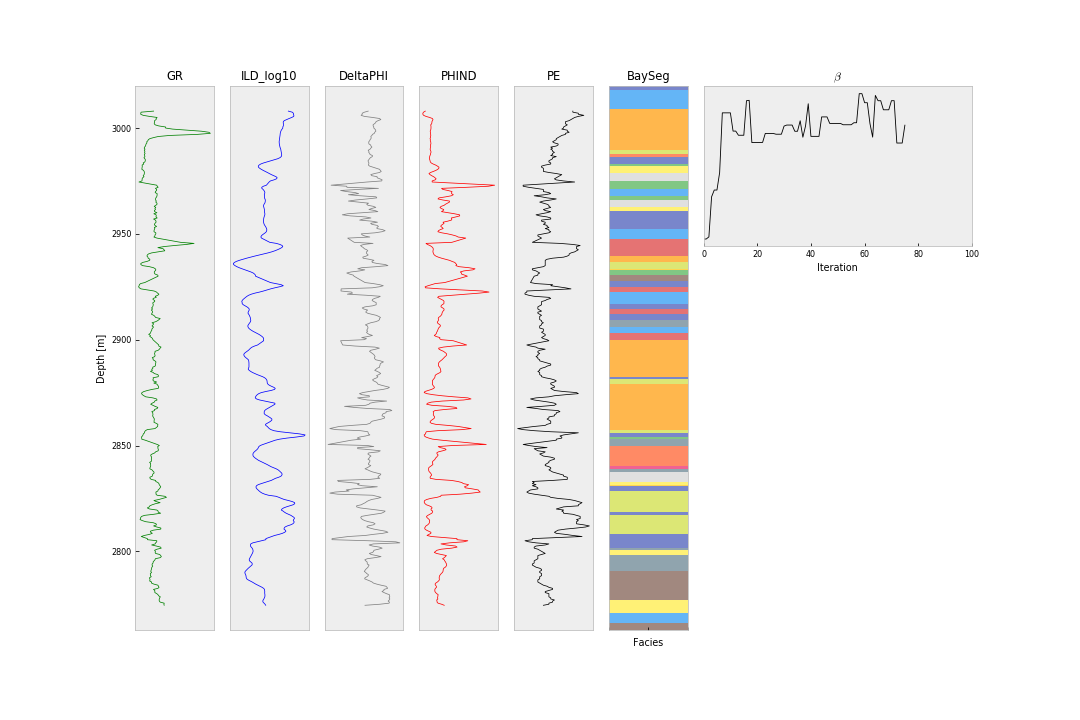 GR ILD_log10 DeltaPHI PHIND PE BaySeg β
3000
2950
2900
2850
2800
Depth [m]
0 20 40 60 80 100
Iteration
Facies